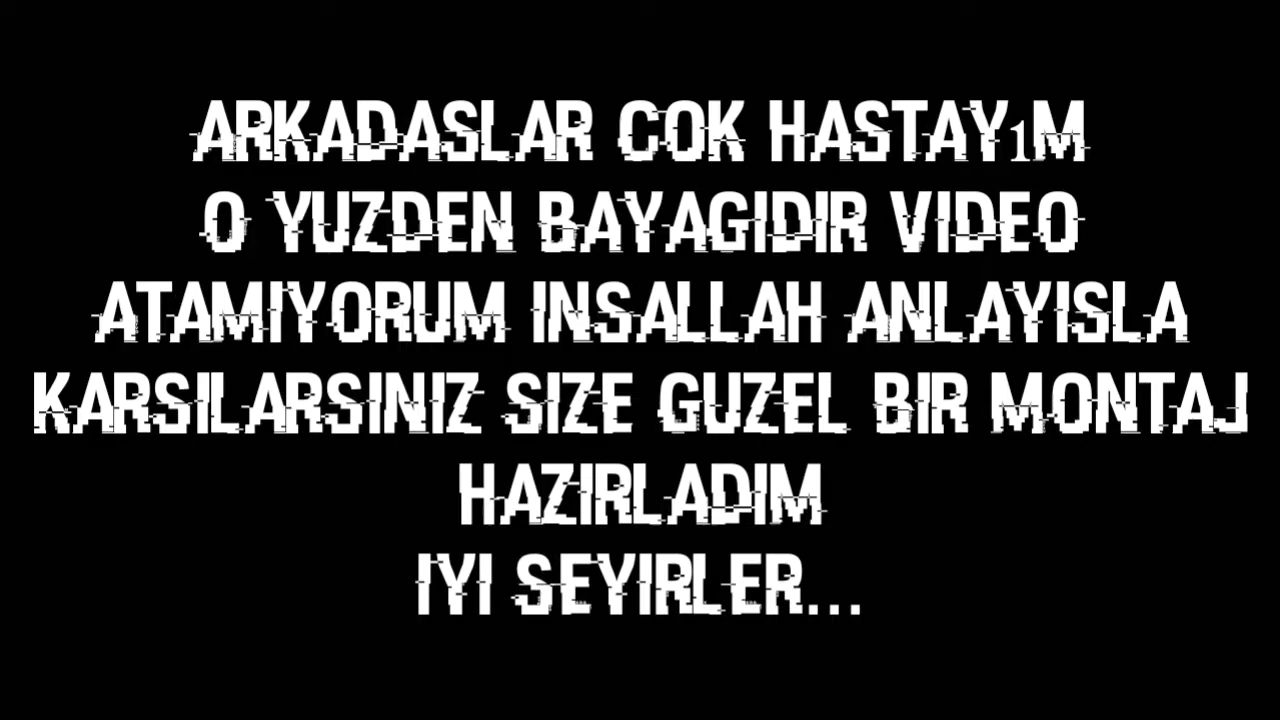 ARKADASLAR COK HASTAY1M
O YUZDEN BAYAGIDIR VIDEO
ATAMIYORUM INSALLAH ANLAYISLA
KARSILARSINIZ SIZE GUZEL BIR MONTAJ
HAZIRLADIM
IYI SEYIRLER...